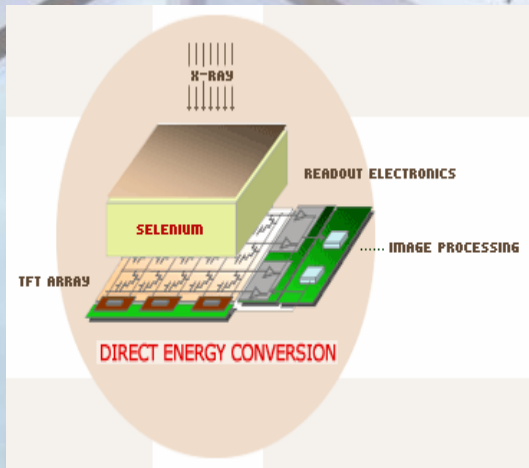 X-RAY
READOUT ELECTRONICS
SELENIUM
IMAGE PROCESSING
TFT ARRAY
DIRECT ENERGY CONVERSION